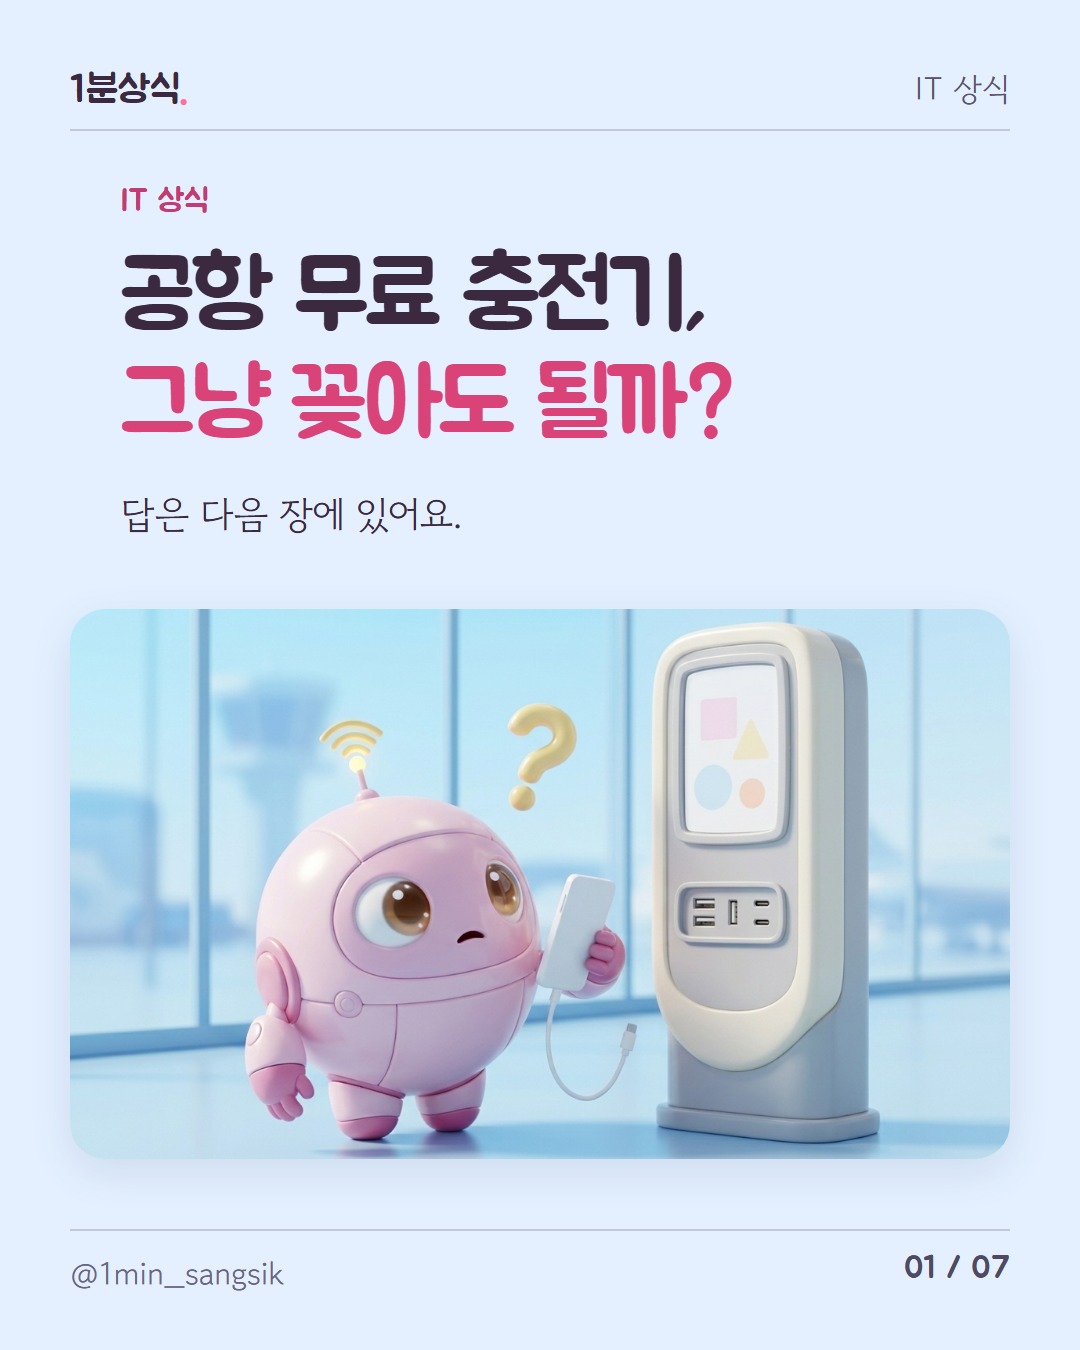 1분상식.
IT 상식
IT 상식
공항 무료 충전기,
그냥 꽂아도 될까?
답은 다음 장에 있어요.
?
@1min_sangsik
01 / 07